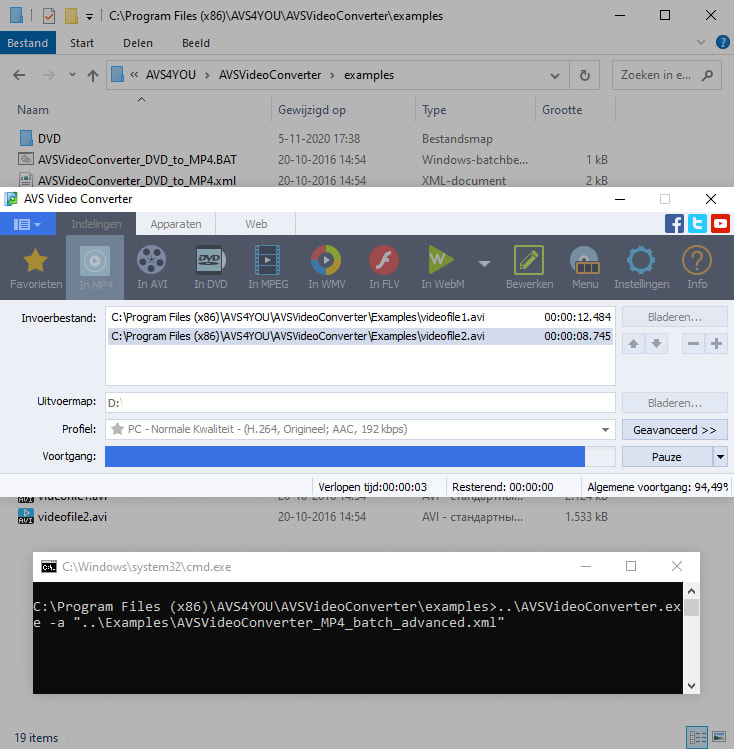 C:\Program Files (x86)\AVS4YOU\AVSVideoConverter\examples
Bestand Start Delen Beeld
« AVS4YOU > AVSVideoConverter > examples
Zoeken in e...
Naam Gewijzigd op Type Grootte
DVD 5-11-2020 17:38 Bestandsmap
AVSVideoConverter_DVD_to_MP4.BAT 20-10-2016 14:54 Windows-batchbe... 1 kB
AVSVideoConverter_DVD_to_MP4.xml 20-10-2016 14:54 XML-document 2 kB
AVS Video Converter
Indelingen Apparaten Web
DVD W
Favorieten In MP4 In AVI In DVD In MPEG In WMV In FLV In WebM Bewerken Menu Instellingen Info
Invoerbestand: C:\Program Files (x86)\AVS4YOU\AVSVideoConverter\Examples\videofile1.avi 00:00:12.484 Bladeren...
C:\Program Files (x86)\AVS4YOU\AVSVideoConverter\Examples\videofile2.avi 00:00:08.745
Uitvoermap: D:\ Bladeren...
Profiel: PC - Normale Kwaliteit - (H.264, Origineel; AAC, 192 kbps) Geavanceerd >>
Voortgang: Pauze
Verlopen tijd:00:00:03 Resterend: 00:00:00 Algemene voortgang: 94,49%
videofile1.avi 20-10-2016 14:54 AVI - стандартны... 2.124 kB
videofile2.avi 20-10-2016 14:54 AVI - стандартны... 1.533 kB
C:\Windows\system32\cmd.exe
C:\Program Files (x86)\AVS4YOU\AVSVideoConverter\examples>..\AVSVideoConverter.ex
e -a "..\Examples\AVSVideoConverter_MP4_batch_advanced.xml"
19 items